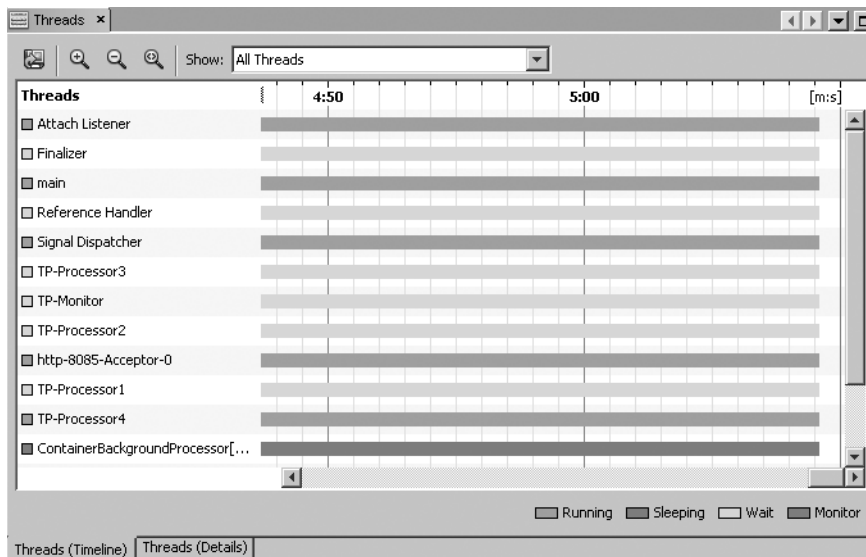 Threads ×
Show: All Threads
Threads 4:50 5:00 [m:s]
Attach Listener
Finalizer
main
Reference Handler
Signal Dispatcher
TP-Processor3
TP-Monitor
TP-Processor2
http-8085-Acceptor-0
TP-Processor1
TP-Processor4
ContainerBackgroundProcessor[...
Running Sleeping Wait Monitor
Threads (Timeline) Threads (Details)